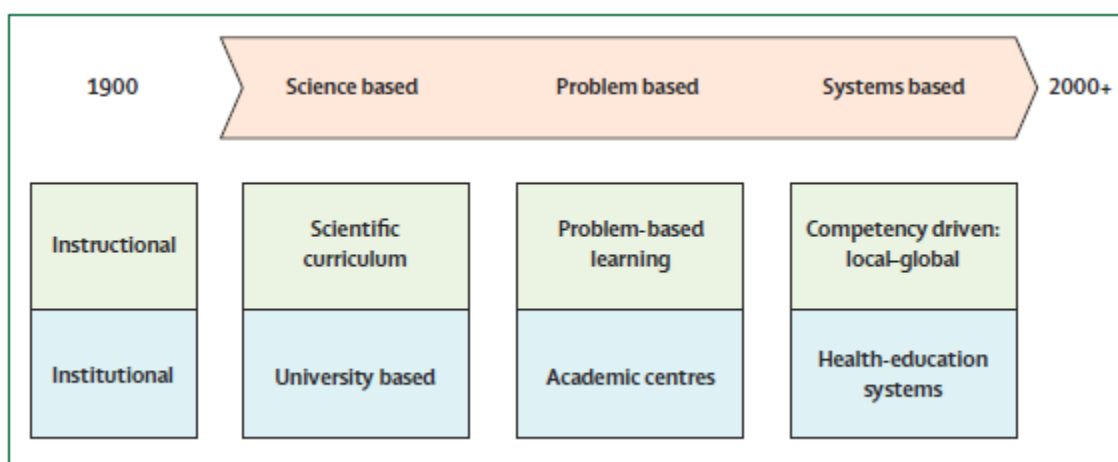 1900 Science based Problem based Systems based 2000+
Instructional
Scientific
curriculum
Problem-based
learning
Competency driven:
local–global
Institutional
University based
Academic centres
Health-education
systems